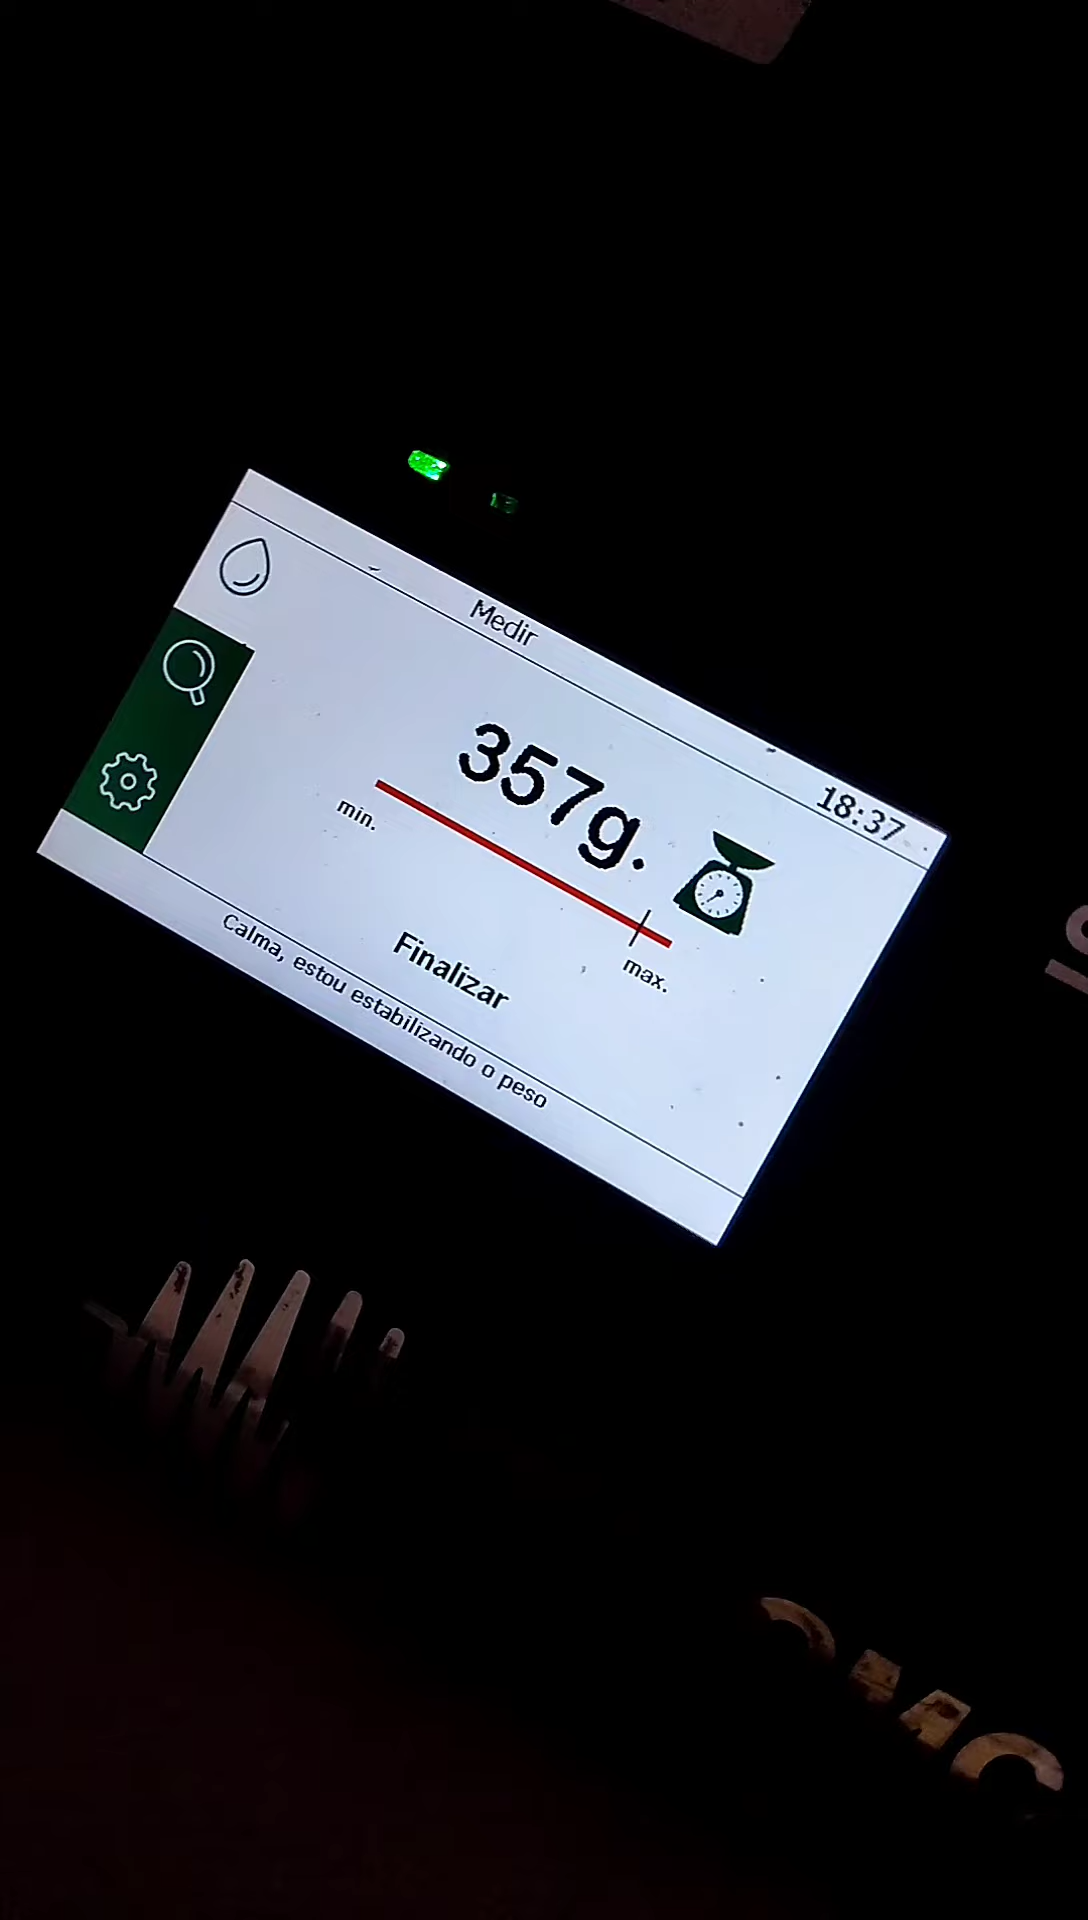 Medir
18:37
357g.
min.
max.
Finalizar
Calma, estou estabilizando o peso